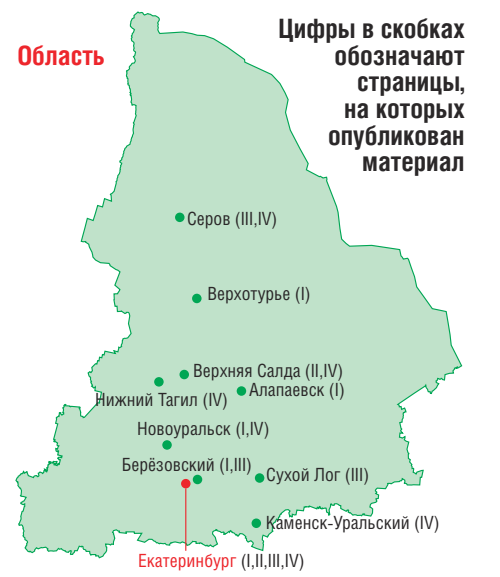 Область
Цифры в скобках
обозначают
страницы,
на которых
опубликован
материал
Серов (III,IV)
Верхотурье (I)
Верхняя Салда (II,IV)
Алапаевск (I)
Нижний Тагил (IV)
Новоуральск (I,IV)
Берёзовский (I,III)
Сухой Лог (III)
Каменск-Уральский (IV)
Екатеринбург (I,II,III,IV)